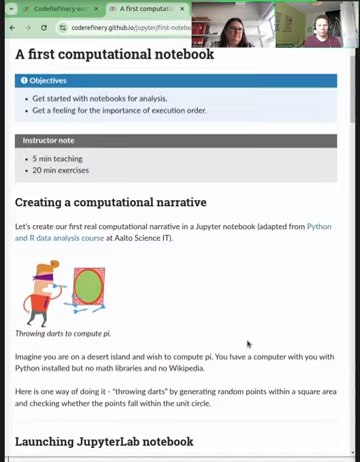 CodeRefinery wo
A first computat
coderefinery.github.io/jupyter/first-notebo
A first computational notebook
Objectives
• Get started with notebooks for analysis.
• Get a feeling for the importance of execution order.
Instructor note
• 5 min teaching
• 20 min exercises
Creating a computational narrative
Let's create our first real computational narrative in a Jupyter notebook (adapted from Python
and R data analysis course at Aalto Science IT).
Throwing darts to compute pi.
Imagine you are on a desert island and wish to compute pi. You have a computer with you with
Python installed but no math libraries and no Wikipedia.
Here is one way of doing it - "throwing darts" by generating random points within a square area
and checking whether the points fall within the unit circle.
Launching JupyterLab notebook